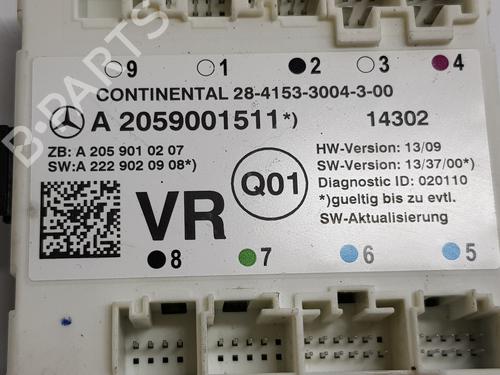 9 1 2 3 4
CONTINENTAL 28-4153-3004-3-00
A 2059001511*) 14302
ZB: A 205 901 02 07
SW:A 222 902 09 08*)
HW-Version: 13/09
SW-Version: 13/37/00*)
Diagnostic ID: 020110
*)gueltig bis zu evtl.
SW-Aktualisierung
VR
Q01
8 7 6 5
B-PARTS